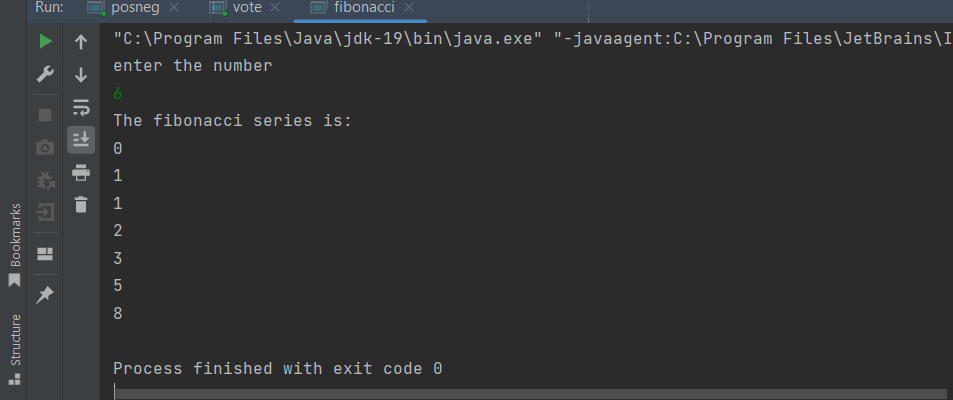 Run: posneg vote fibonacci
"C:\Program Files\Java\jdk-19\bin\java.exe" "-javaagent:C:\Program Files\JetBrains\I
enter the number
6
The fibonacci series is:
0
1
1
2
3
5
8
Process finished with exit code 0
Bookmarks
Structure